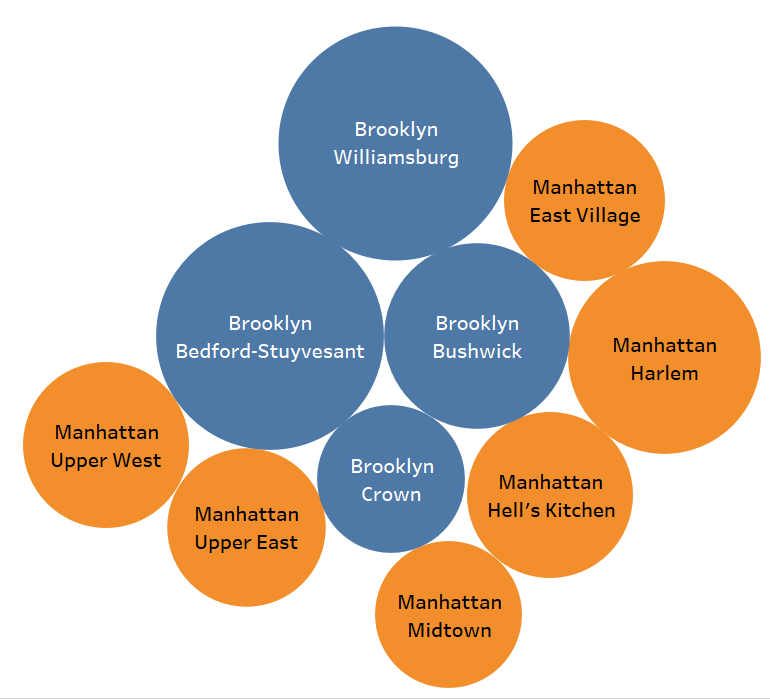 Brooklyn
Williamsburg
Manhattan
East Village
Brooklyn
Bedford-Stuyvesant
Brooklyn
Bushwick
Manhattan
Harlem
Manhattan
Upper West
Brooklyn
Crown
Manhattan
Hell's Kitchen
Manhattan
Upper East
Manhattan
Midtown